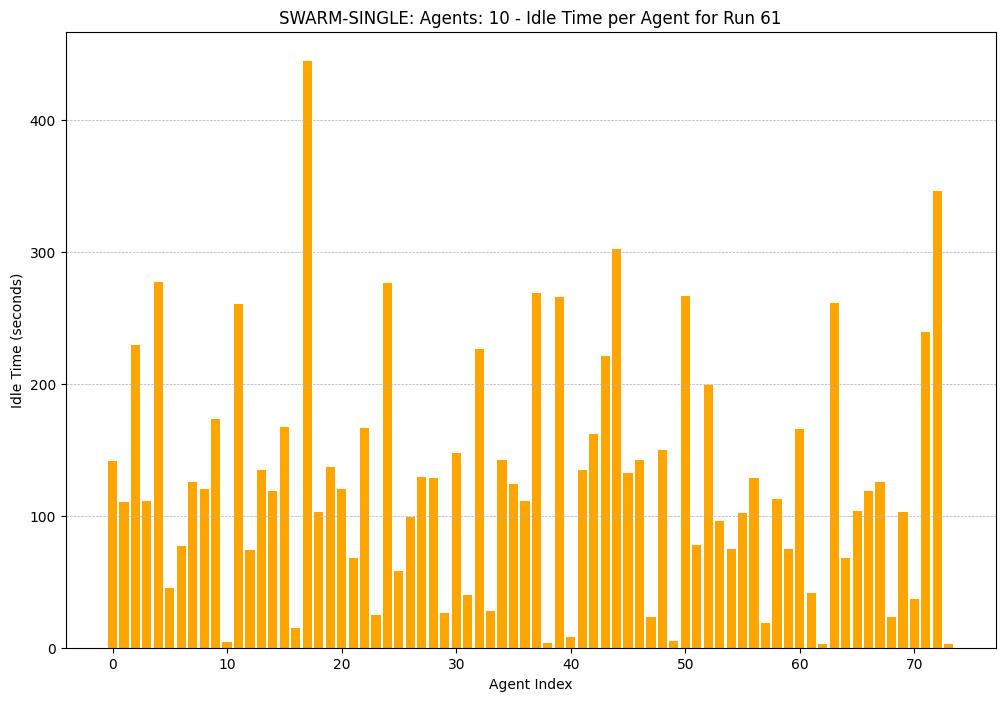 SWARM-SINGLE: Agents: 10 - Idle Time per Agent for Run 61
Idle Time (seconds)
400
300
200
100
0
0 10 20 30 40 50 60 70
Agent Index